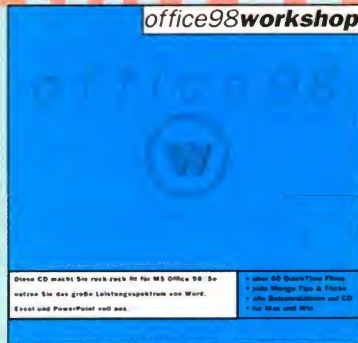 office98workshop
office 98
W
Diese CD macht Sie ruck-zuck fit für MS Office 98. So
nutzen Sie das große Leistungsspektrum von Word,
Excel und PowerPoint voll aus.
• über 60 QuickTime Filme
• jede Menge Tips & Tricks
• alle Beispieldateien auf CD
• für Mac und Win